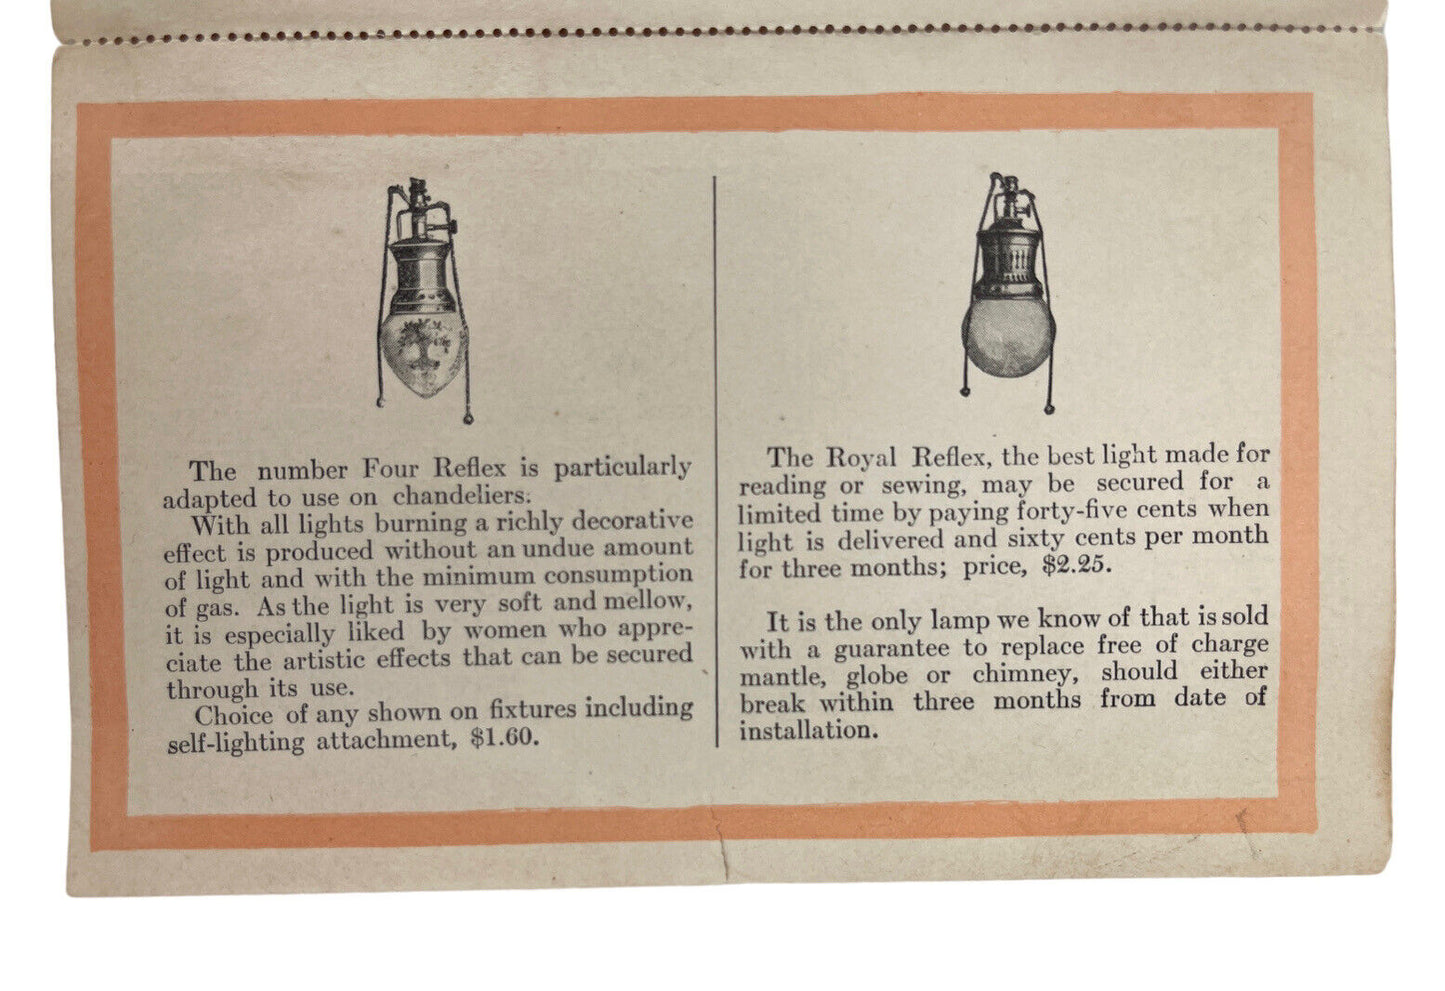 The number Four Reflex is particularly
adapted to use on chandeliers.
With all lights burning a richly decorative
effect is produced without an undue amount
of light and with the minimum consumption
of gas. As the light is very soft and mellow,
it is especially liked by women who appre-
ciate the artistic effects that can be secured
through its use.
Choice of any shown on fixtures including
self-lighting attachment, $1.60.
The Royal Reflex, the best light made for
reading or sewing, may be secured for a
limited time by paying forty-five cents when
light is delivered and sixty cents per month
for three months; price, $2.25.
It is the only lamp we know of that is sold
with a guarantee to replace free of charge
mantle, globe or chimney, should either
break within three months from date of
installation.